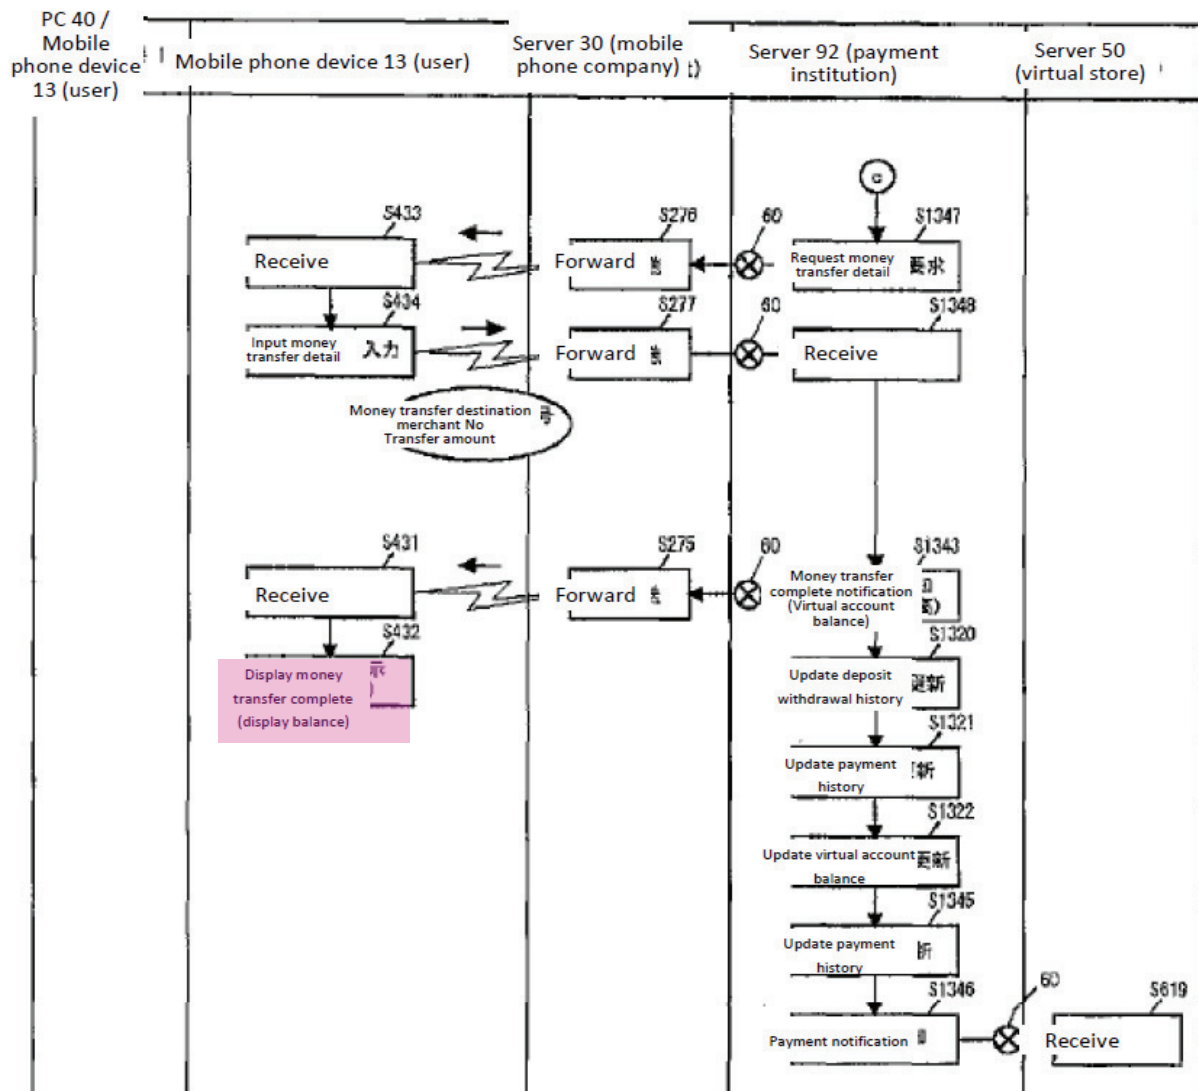 PC 40 /
Mobile
phone device
13 (user)
Mobile phone device 13 (user)
Server 30 (mobile
phone company)
Server 92 (payment
institution)
Server 50
(virtual store)
S433
Receive
S276
Forward
60
S1347
Request money
transfer detail
要求
S434
Input money
transfer detail
入力
S277
Forward
60
S1348
Receive
Money transfer destination
merchant No
Transfer amount
S431
Receive
S275
Forward
60
S1343
Money transfer
complete notification
(Virtual account
balance)
S432
Display money
transfer complete
(display balance)
示
S1320
Update deposit
withdrawal history
更新
S1321
Update payment
history
新
S1322
Update virtual account
balance
更新
S1345
Update payment
history
新
S1346
Payment notification
60
S619
Receive